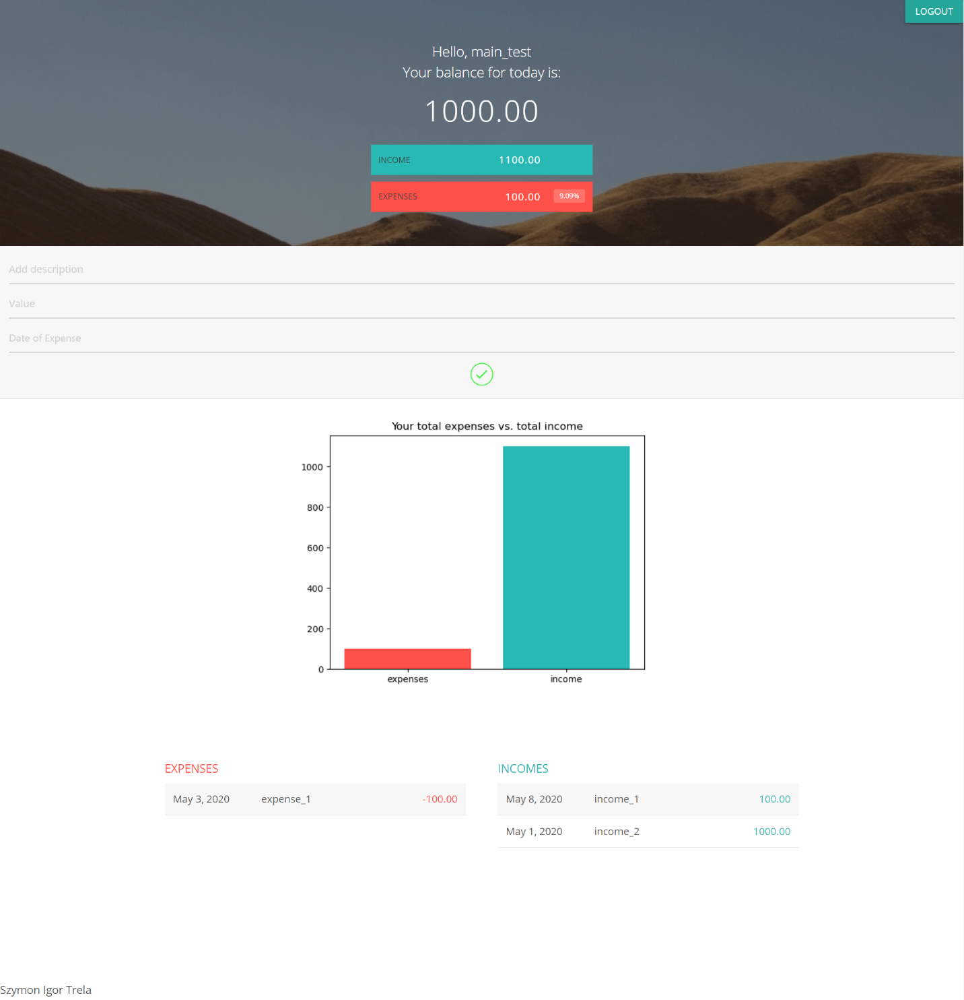 LOGOUT
Hello, main_test
Your balance for today is:
1000.00
INCOME 1100.00
EXPENSES 100.00 9.09%
Add description
Value
Date of Expense
Your total expenses vs. total income
1000
800
600
400
200
0
expenses income
EXPENSES
May 3, 2020 expense_1 -100.00
INCOMES
May 8, 2020 income_1 100.00
May 1, 2020 income_2 1000.00
Szymon Igor Trela